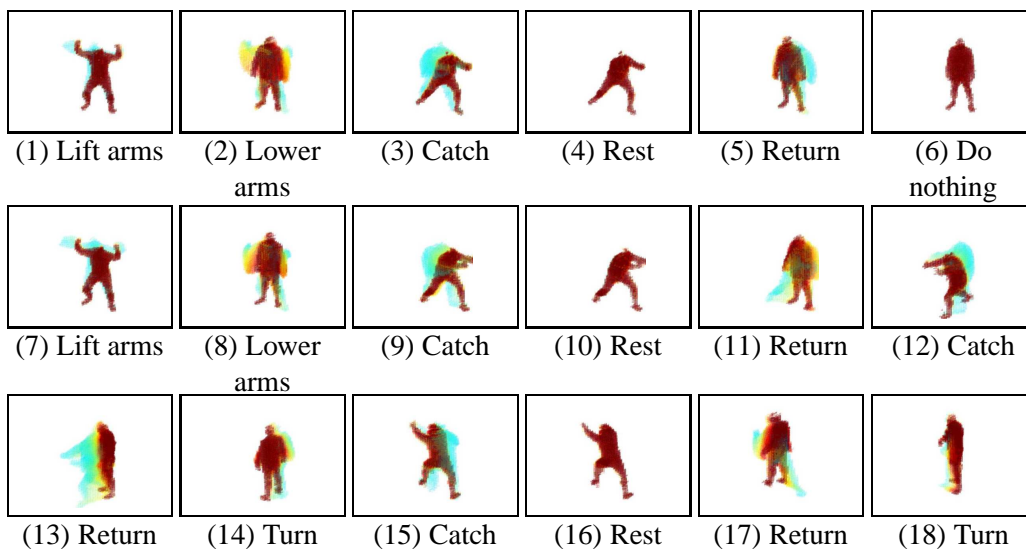 (1) Lift arms
(2) Lower
arms
(3) Catch
(4) Rest
(5) Return
(6) Do
nothing
(7) Lift arms
(8) Lower
arms
(9) Catch
(10) Rest
(11) Return
(12) Catch
(13) Return
(14) Turn
(15) Catch
(16) Rest
(17) Return
(18) Turn